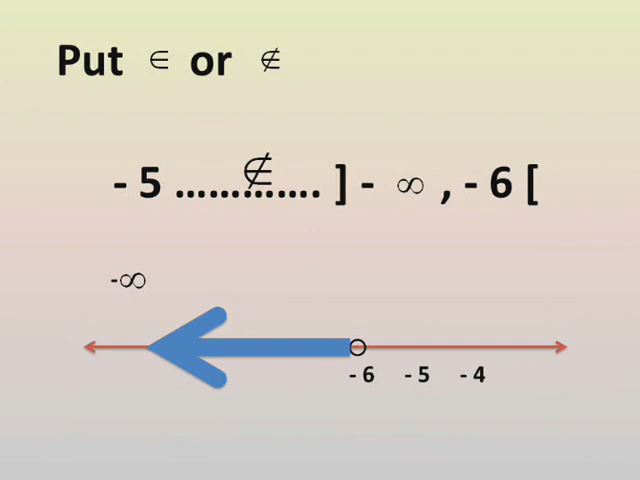 Put ∈ or ∉
- 5 ………∉…. ] - ∞ , - 6 [
-∞
- 6 - 5 - 4